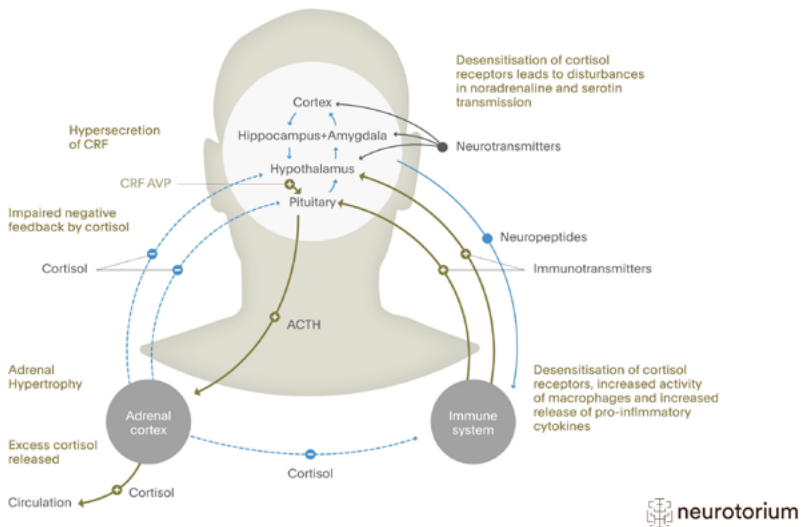 Desensitisation of cortisol
receptors leads to disturbances
in noradrenaline and serotin
transmission
Cortex
Hypersecretion
of CRF
Hippocampus+Amygdala
Neurotransmitters
Hypothalamus
CRF AVP
Pituitary
Impaired negative
feedback by cortisol
Neuropeptides
Cortisol
Immunotransmitters
ACTH
Adrenal
Hypertrophy
Desensitisation of cortisol
receptors, increased activity
of macrophages and increased
release of pro-inflmmatory
cytokines
Adrenal
cortex
Immune
system
Excess cortisol
released
Cortisol
Cortisol
Circulation
neurotorium